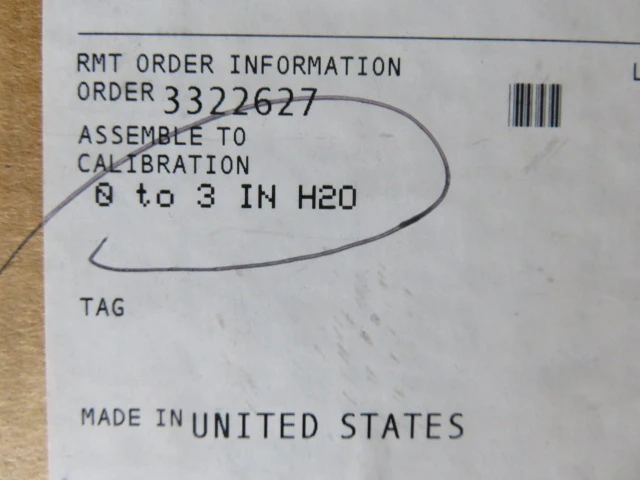 RMT ORDER INFORMATION
ORDER 3322627
ASSEMBLE TO
CALIBRATION
0 to 3 IN H2O
TAG
MADE IN UNITED STATES